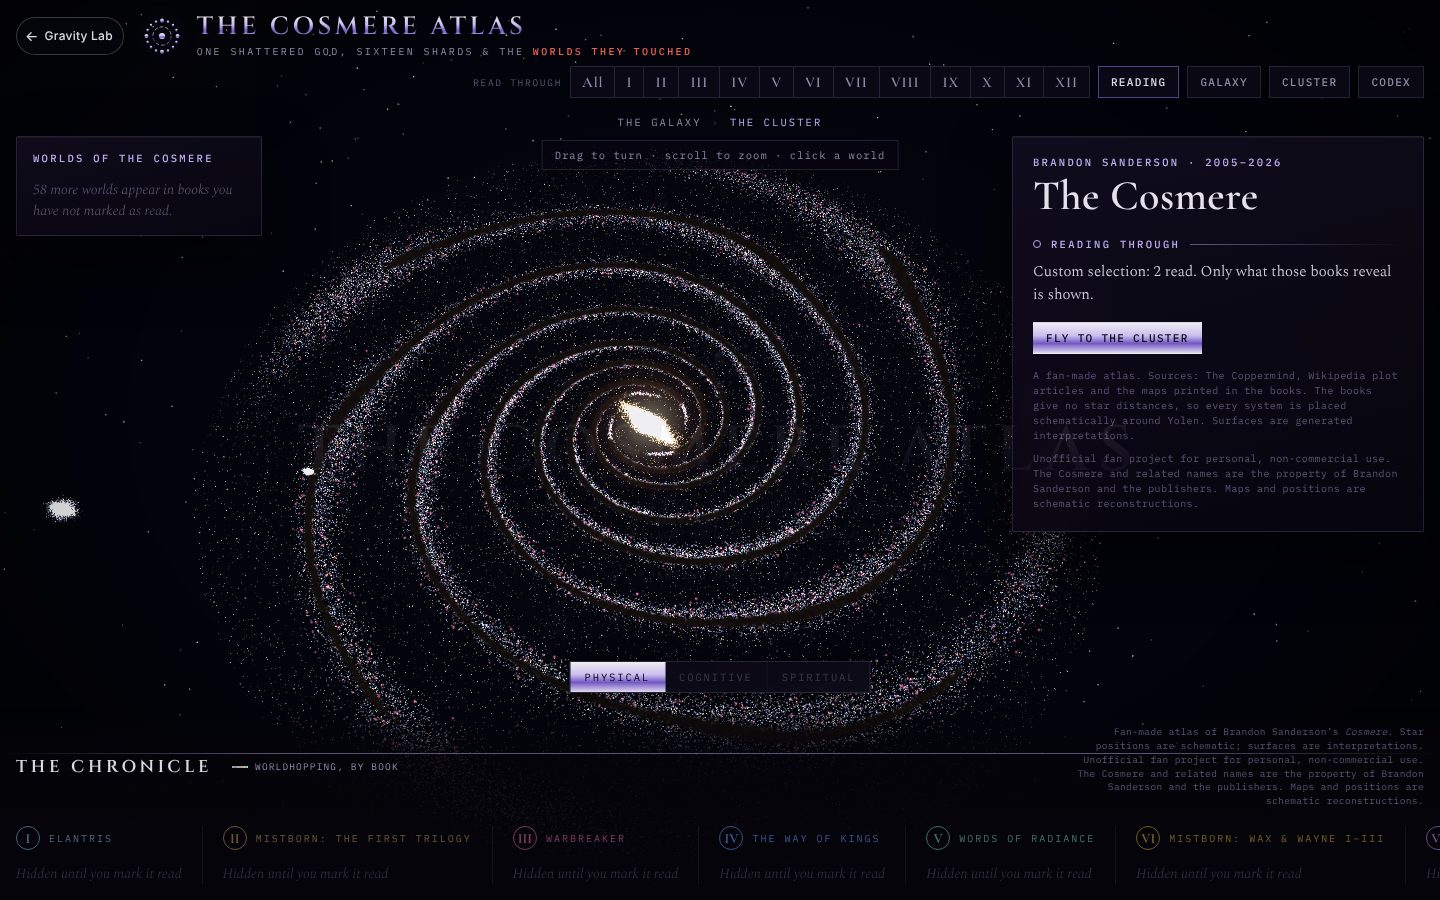 ← Gravity Lab
THE COSMERE ATLAS
ONE SHATTERED GOD, SIXTEEN SHARDS & THE WORLDS THEY TOUCHED
READ THROUGH All I II III IV V VI VII VIII IX X XI XII READING GALAXY CLUSTER CODEX
THE GALAXY › THE CLUSTER
Drag to turn · scroll to zoom · click a world
WORLDS OF THE COSMERE
58 more worlds appear in books you
have not marked as read.
BRANDON SANDERSON · 2005–2026
The Cosmere
READING THROUGH
Custom selection: 2 read. Only what those books reveal
is shown.
FLY TO THE CLUSTER
A fan-made atlas. Sources: The Coppermind, Wikipedia plot
articles and the maps printed in the books. The books
give no star distances, so every system is placed
schematically around Yolen. Surfaces are generated
interpretations.
Unofficial fan project for personal, non-commercial use.
The Cosmere and related names are the property of Brandon
Sanderson and the publishers. Maps and positions are
schematic reconstructions.
THE COSMERE ATLAS
PHYSICAL COGNITIVE SPIRITUAL
Fan-made atlas of Brandon Sanderson's Cosmere. Star
positions are schematic; surfaces are interpretations.
Unofficial fan project for personal, non-commercial use.
The Cosmere and related names are the property of Brandon
Sanderson and the publishers. Maps and positions are
schematic reconstructions.
THE CHRONICLE WORLDHOPPING, BY BOOK
I ELANTRIS
Hidden until you mark it read
II MISTBORN: THE FIRST TRILOGY
Hidden until you mark it read
III WARBREAKER
Hidden until you mark it read
IV THE WAY OF KINGS
Hidden until you mark it read
V WORDS OF RADIANCE
Hidden until you mark it read
VI MISTBORN: WAX & WAYNE I–III
Hidden until you mark it read